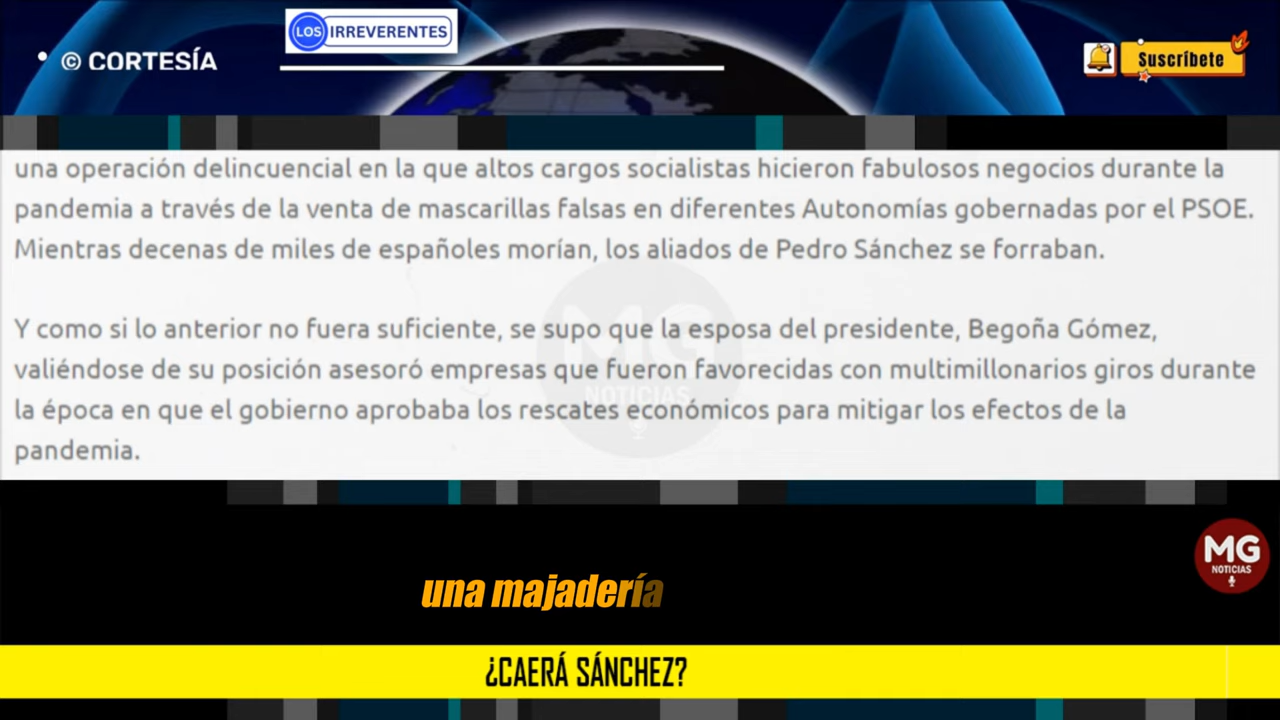 LOS IRREVERENTES
• © CORTESÍA
Suscríbete
una operación delincuencial en la que altos cargos socialistas hicieron fabulosos negocios durante la
pandemia a través de la venta de mascarillas falsas en diferentes Autonomías gobernadas por el PSOE.
Mientras decenas de miles de españoles morían, los aliados de Pedro Sánchez se forraban.
Y como si lo anterior no fuera suficiente, se supo que la esposa del presidente, Begoña Gómez,
valiéndose de su posición asesoró empresas que fueron favorecidas con multimillonarios giros durante
la época en que el gobierno aprobaba los rescates económicos para mitigar los efectos de la
pandemia.
MG
NOTICIAS
MG
NOTICIAS
una majadería
¿CAERÁ SÁNCHEZ?